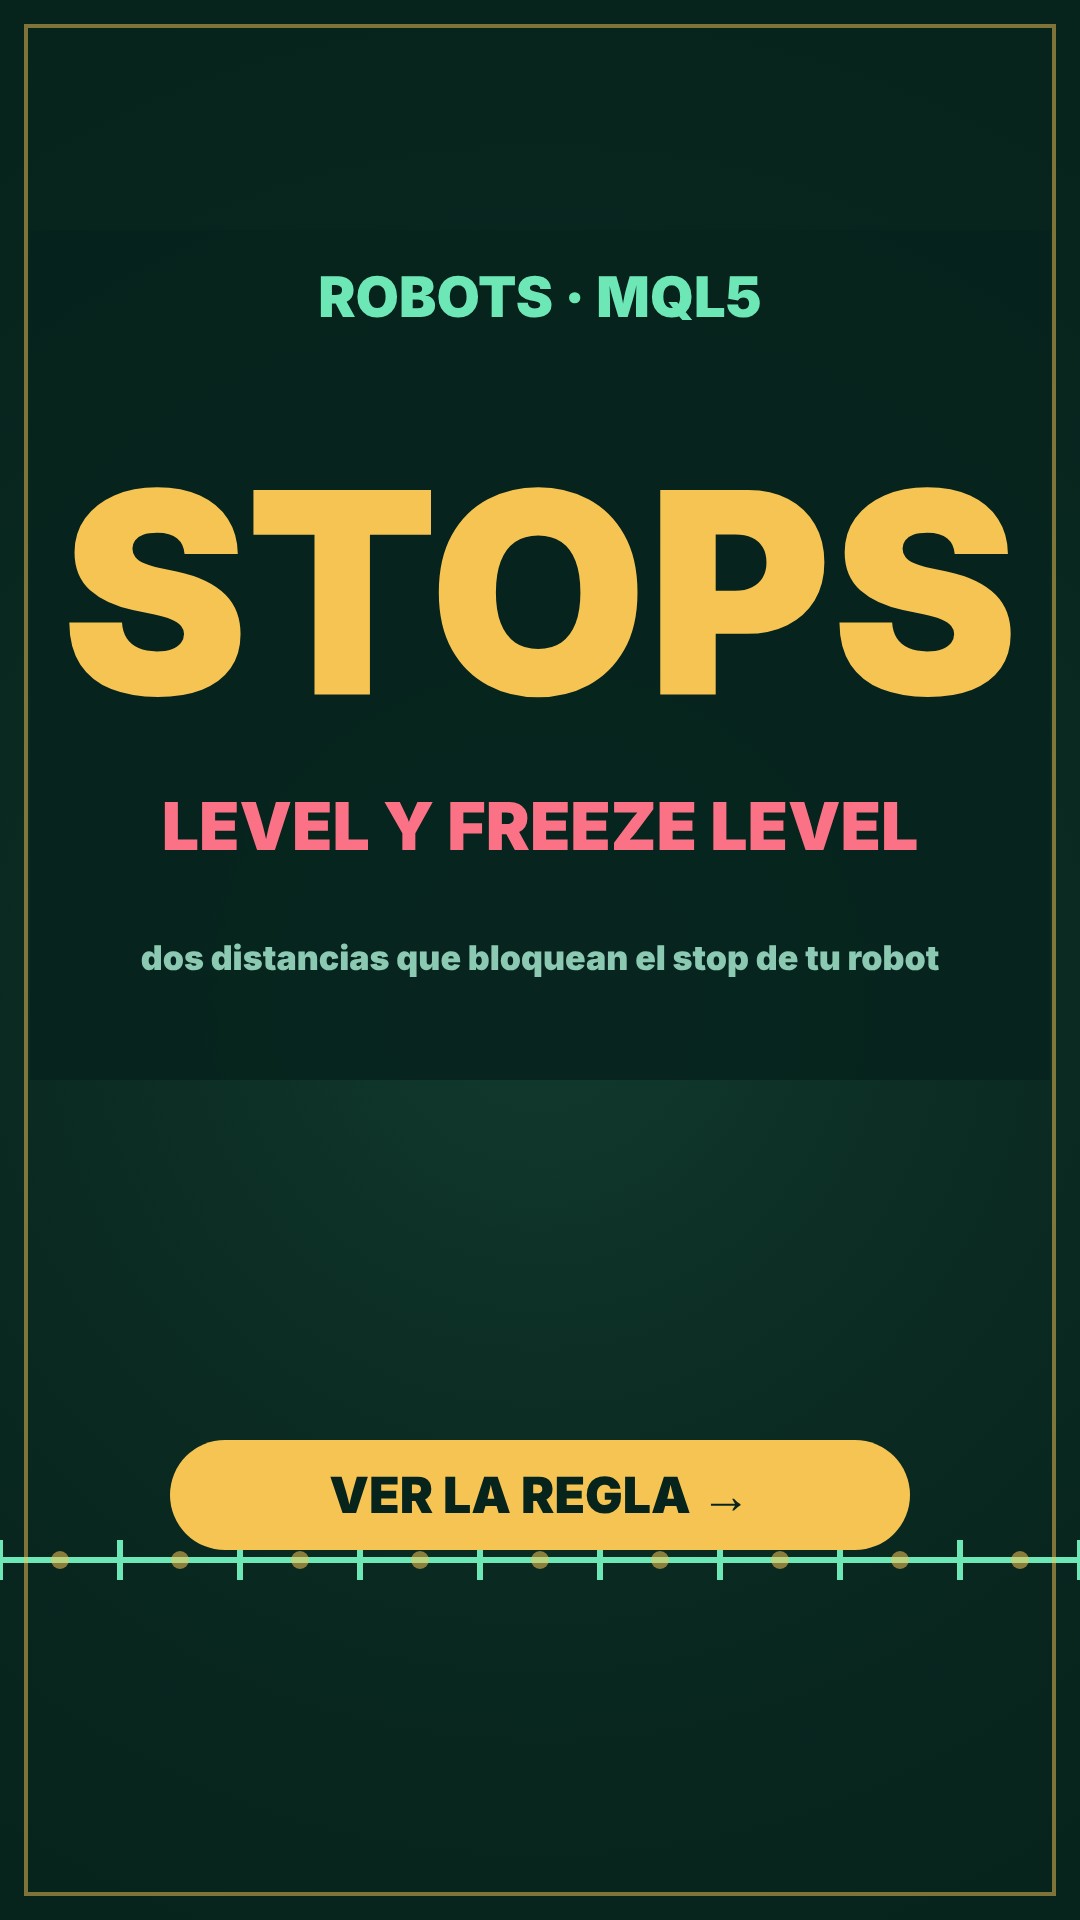 ROBOTS · MQL5
STOPS
LEVEL Y FREEZE LEVEL
dos distancias que bloquean el stop de tu robot
VER LA REGLA →